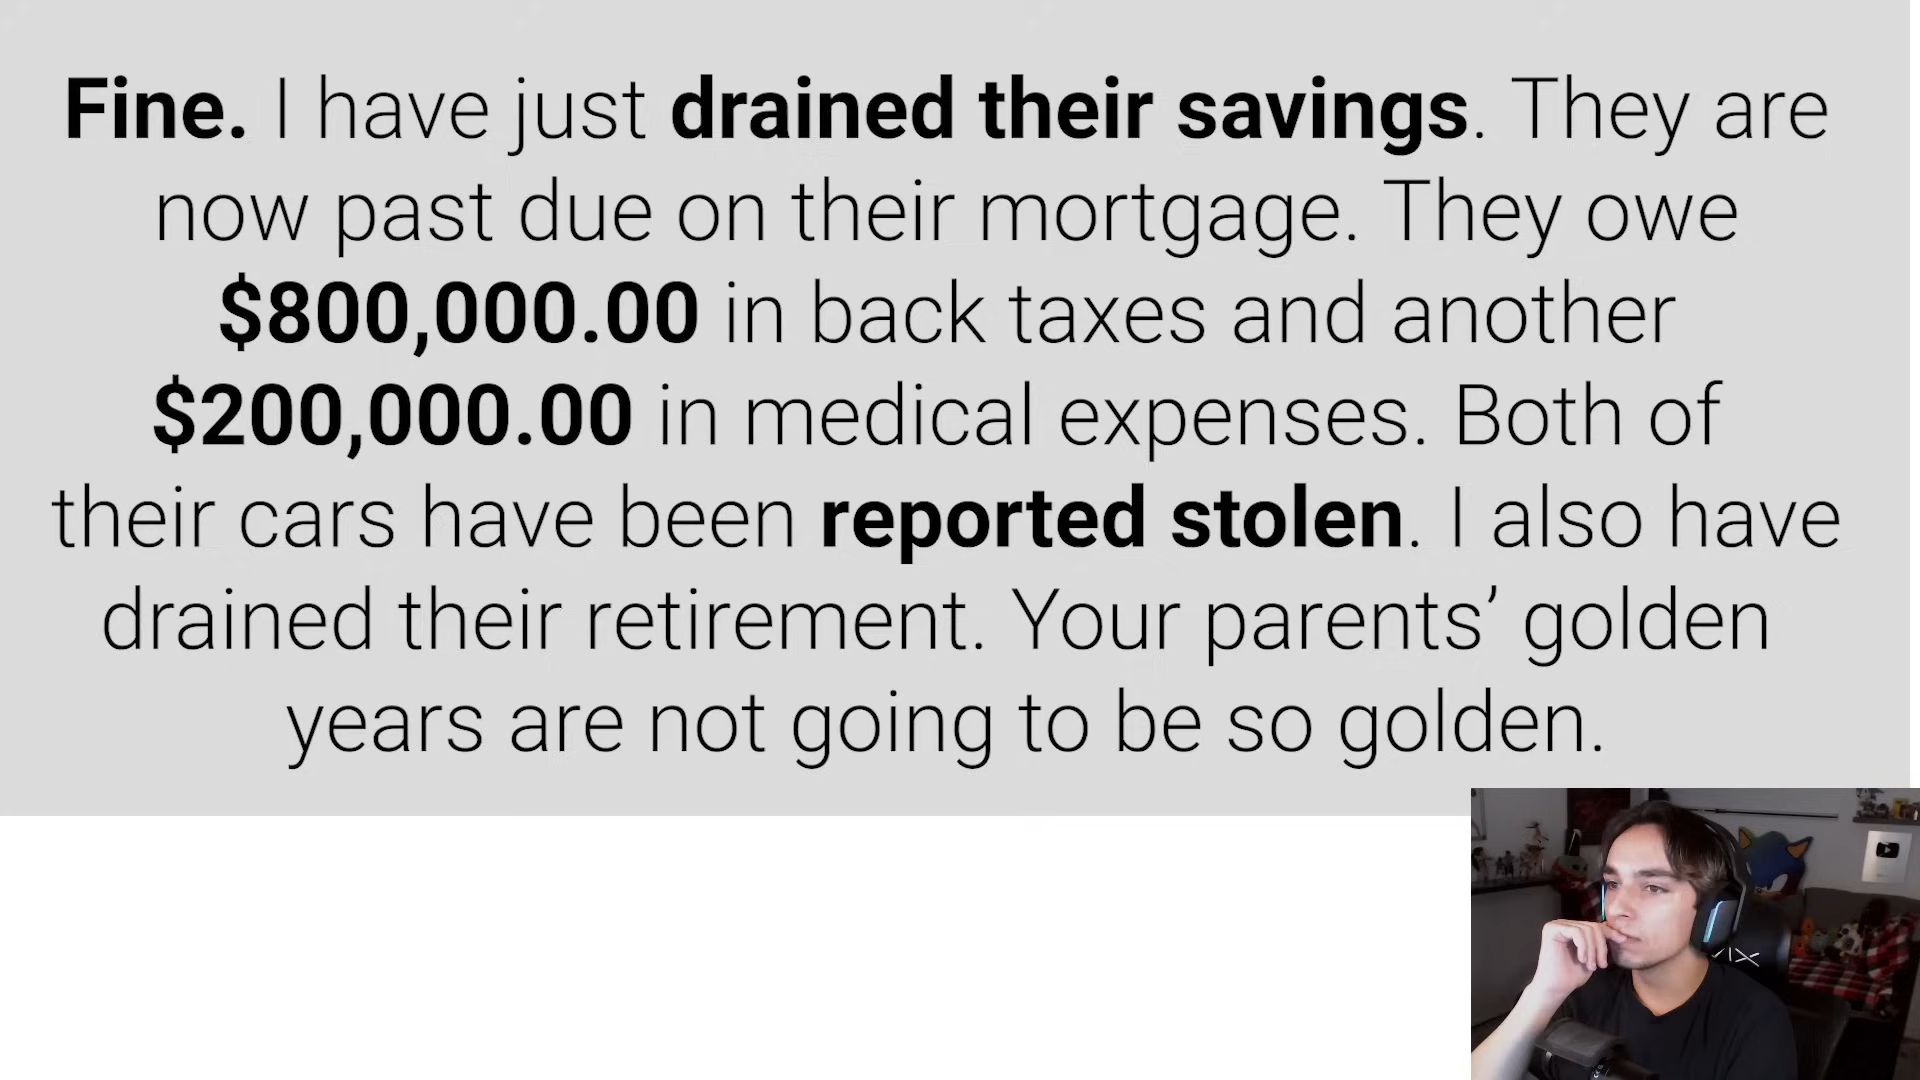 Fine. I have just drained their savings. They are
now past due on their mortgage. They owe
$800,000.00 in back taxes and another
$200,000.00 in medical expenses. Both of
their cars have been reported stolen. I also have
drained their retirement. Your parents’ golden
years are not going to be so golden.